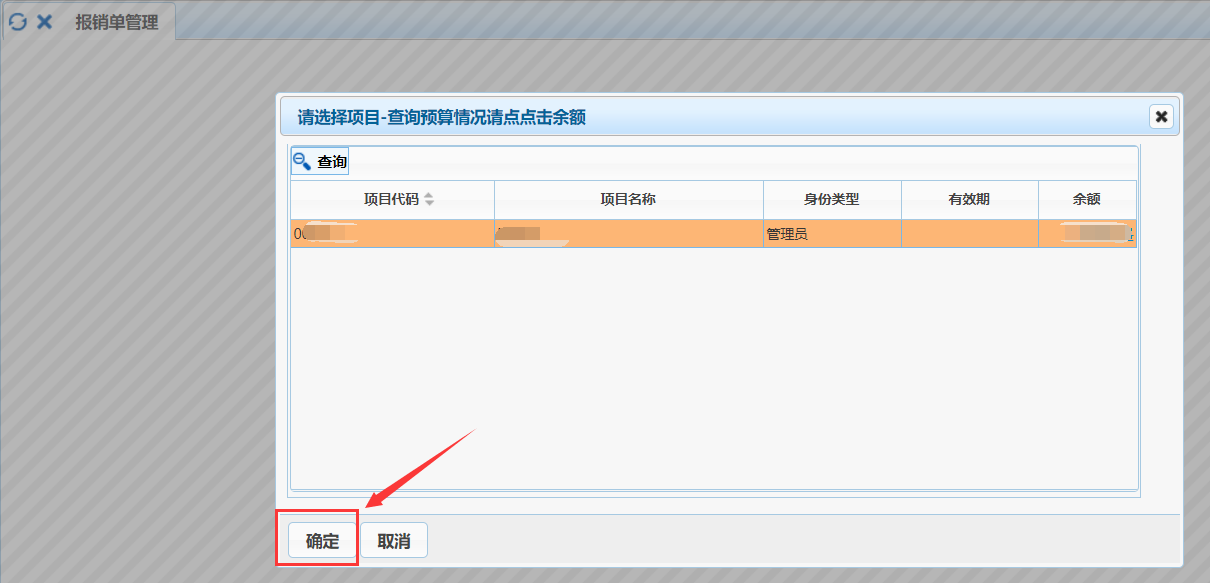 报销单管理
请选择项目-查询预算情况请点点击余额
查询
项目代码 项目名称 身份类型 有效期 余额
管理员
确定 取消